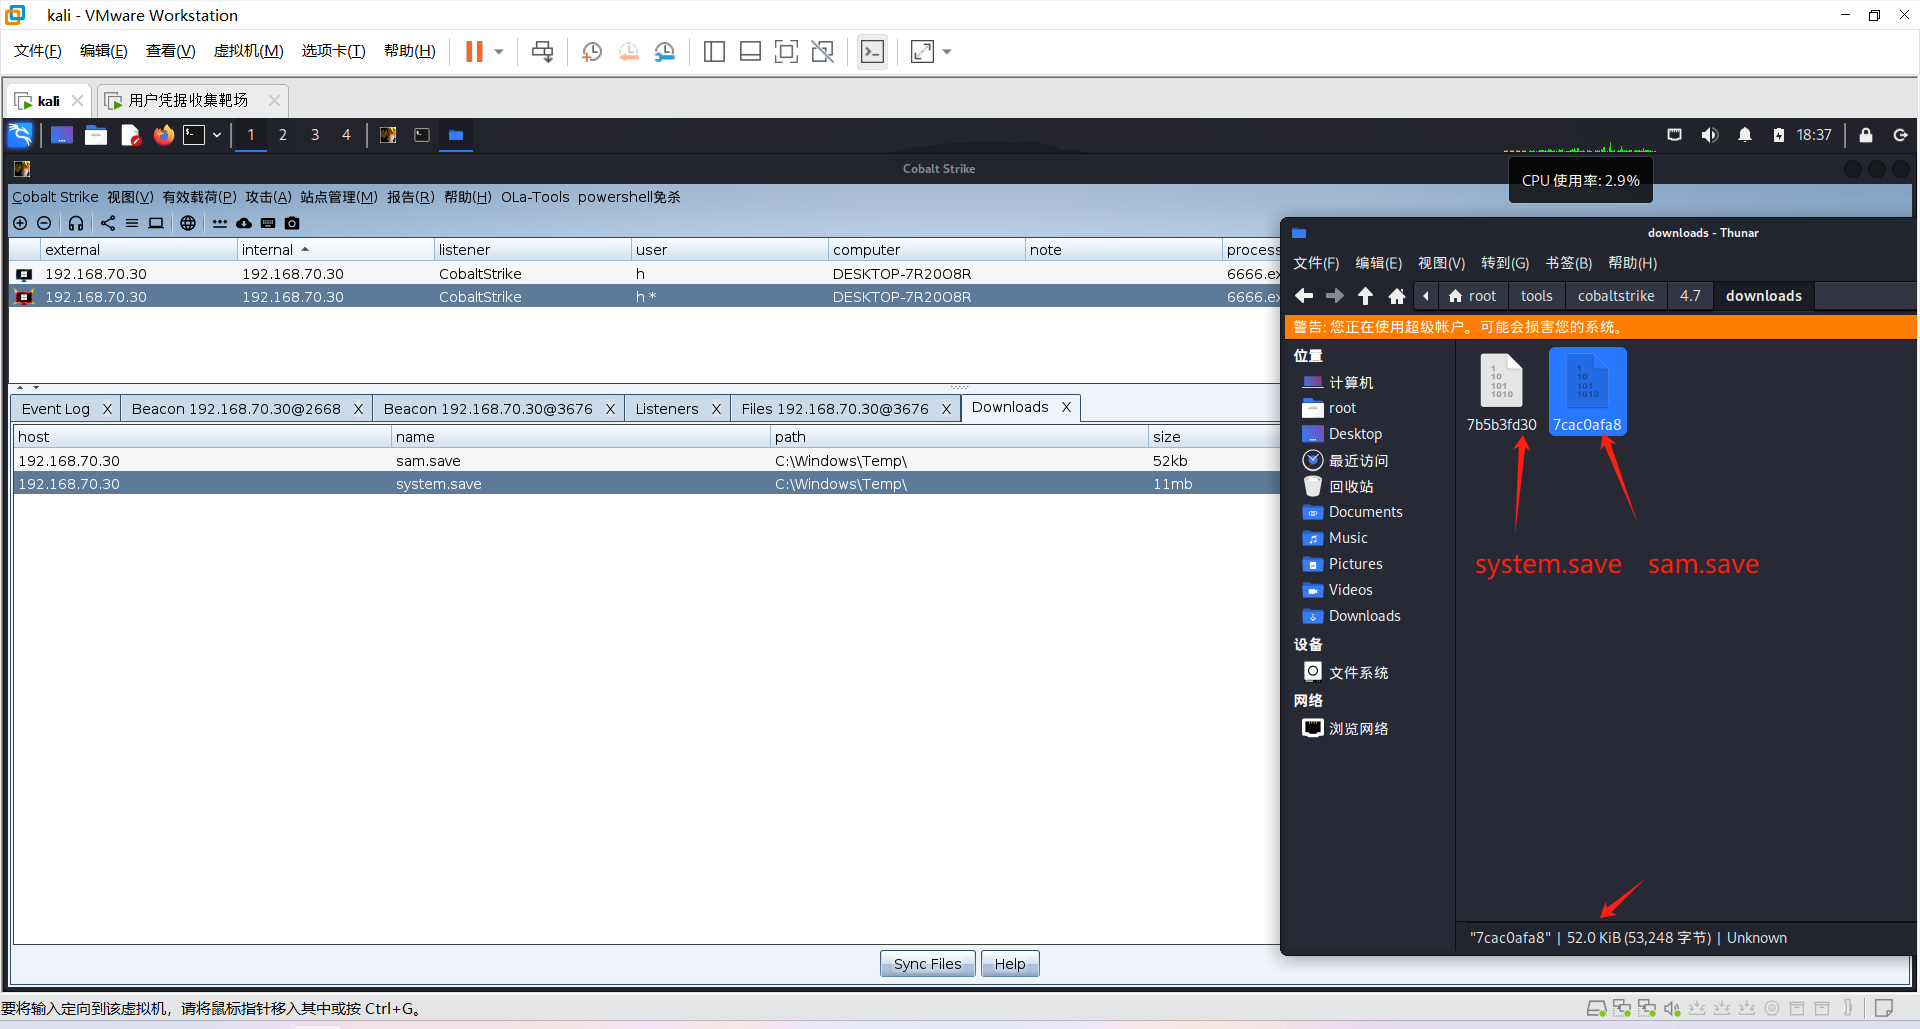 kali - VMware Workstation
文件(F) 编辑(E) 查看(V) 虚拟机(M) 选项卡(T) 帮助(H)
kali 用户凭据收集靶场
1 2 3 4 18:37
Cobalt Strike
CPU 使用率: 2.9%
Cobalt Strike 视图(V) 有效载荷(P) 攻击(A) 站点管理(M) 报告(R) 帮助(H) OLa-Tools powershell免杀
external internal listener user computer note process
192.168.70.30 192.168.70.30 CobaltStrike h DESKTOP-7R20O8R 6666.ex
192.168.70.30 192.168.70.30 CobaltStrike h * DESKTOP-7R20O8R 6666.ex
Event Log X Beacon 192.168.70.30@2668 X Beacon 192.168.70.30@3676 X Listeners X Files 192.168.70.30@3676 X Downloads X
host name path size
192.168.70.30 sam.save C:\Windows\Temp\ 52kb
192.168.70.30 system.save C:\Windows\Temp\ 11mb
Sync Files Help
downloads - Thunar
文件(F) 编辑(E) 视图(V) 转到(G) 书签(B) 帮助(H)
root tools cobaltstrike 4.7 downloads
警告: 您正在使用超级帐户。可能会损害您的系统。
位置
计算机
root
Desktop
最近访问
回收站
Documents
Music
Pictures
Videos
Downloads
设备
文件系统
网络
浏览网络
7b5b3fd30 7cac0afa8
system.save sam.save
"7cac0afa8" | 52.0 KiB (53,248 字节) | Unknown
要将输入定向到该虚拟机，请将鼠标指针移入其中或按 Ctrl+G。